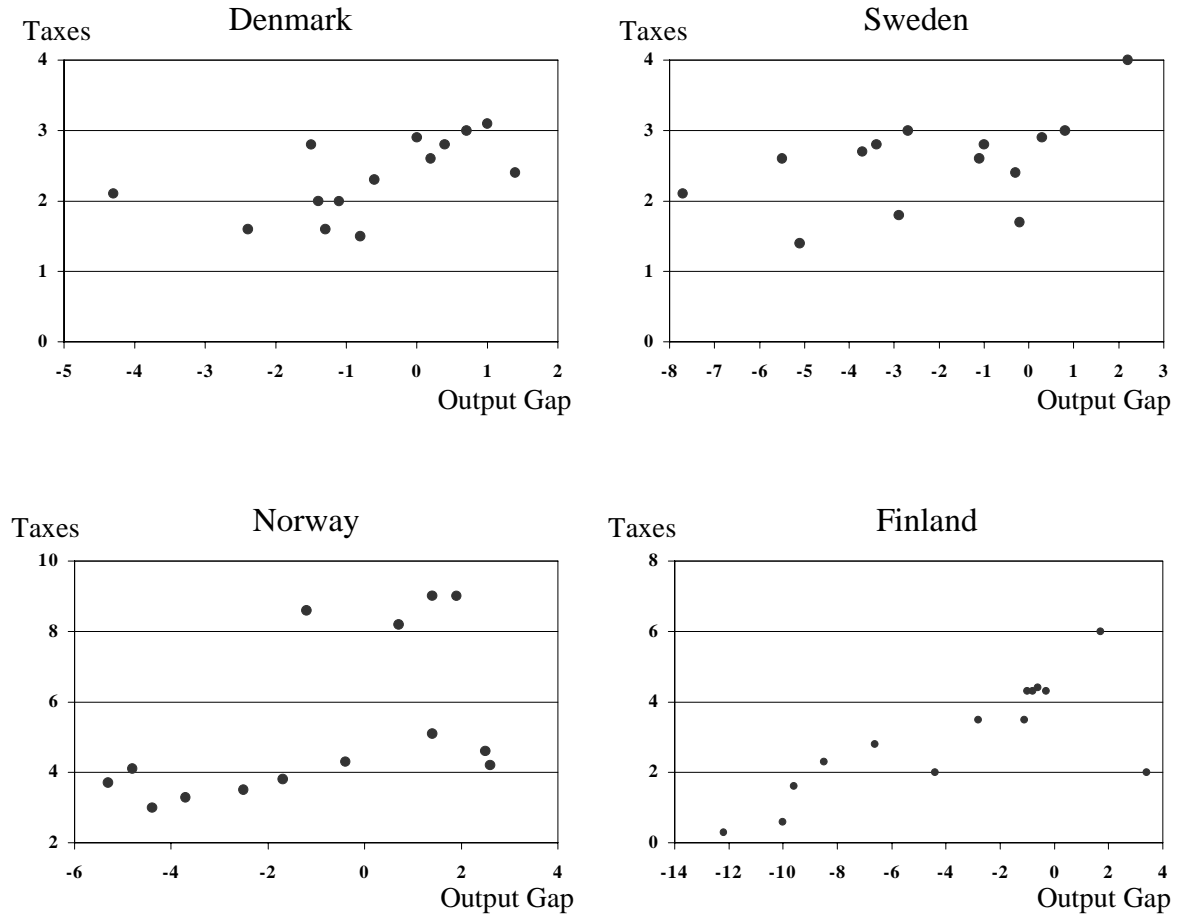 Taxes Denmark
4
3
2
1
0
-5 -4 -3 -2 -1 0 1 2
Output Gap
Taxes Sweden
4
3
2
1
0
-8 -7 -6 -5 -4 -3 -2 -1 0 1 2 3
Output Gap
Taxes Norway
10
8
6
4
2
-6 -4 -2 0 2 4
Output Gap
Taxes Finland
8
6
4
2
0
-14 -12 -10 -8 -6 -4 -2 0 2 4
Output Gap